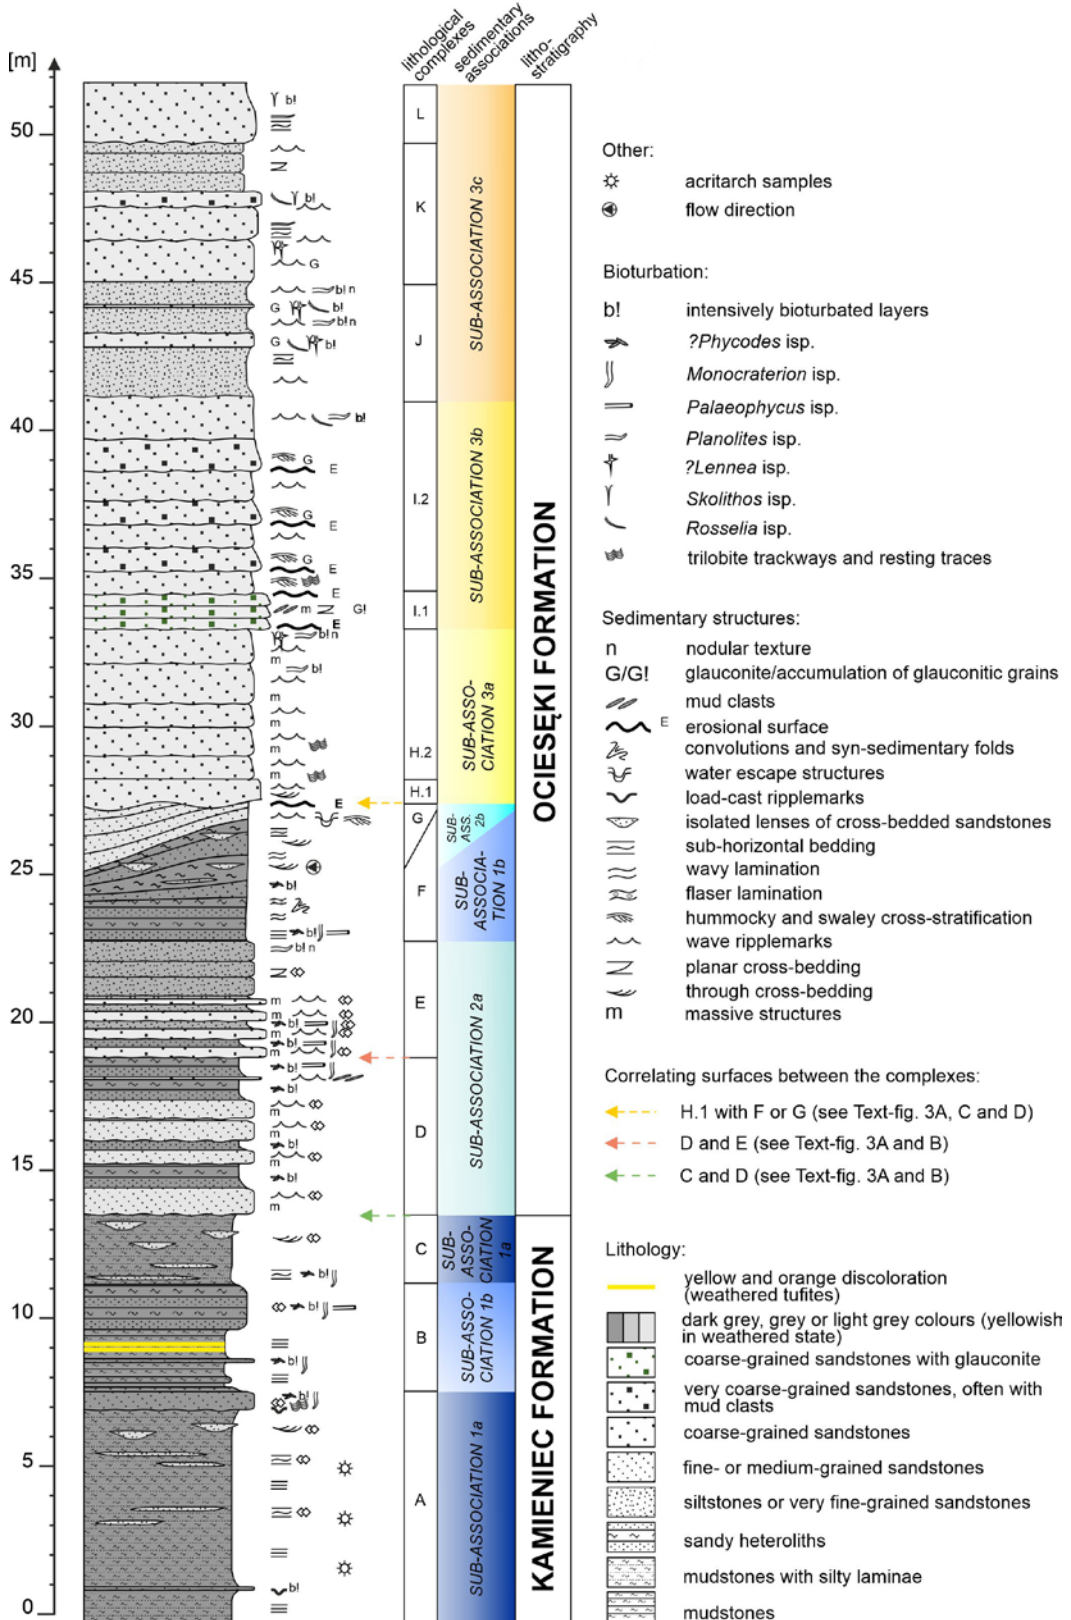 [m]
lithological
complexes
sedimentary
associations
litho-
stratigraphy
50
45
40
35
30
25
20
15
10
5
0
L
K
J
I.2
I.1
H.2
H.1
G
F
E
D
C
B
A
SUB-ASSOCIATION 3c
SUB-ASSOCIATION 3b
SUB-ASSO-
CIATION 3a
SUB-
ASS.
2b
SUB-
ASSOCIA-
TION 1b
SUB-ASSOCIATION 2a
SUB-
ASSO-
CIATION
1a
SUB-ASSO-
CIATION 1b
SUB-ASSOCIATION 1a
OCIESĘKI FORMATION
KAMIENIEC FORMATION
b!
b!
G
b! n
G b!
b! n
G b!
b!
G
E
G
E
G
E
E
m G!
E
b! n
m
b!
m
m
m
m
E
b!
b!
b! n
m
m
b!
m
b!
m
b!
m
b!
m
m
b!
m
b!
m
b!
b!
b!
b!
b!
Other:
acritarch samples
flow direction
Bioturbation:
b! intensively bioturbated layers
?Phycodes isp.
Monocraterion isp.
Palaeophycus isp.
Planolites isp.
?Lennea isp.
Skolithos isp.
Rosselia isp.
trilobite trackways and resting traces
Sedimentary structures:
n nodular texture
G/G! glauconite/accumulation of glauconitic grains
mud clasts
E erosional surface
convolutions and syn-sedimentary folds
water escape structures
load-cast ripplemarks
isolated lenses of cross-bedded sandstones
sub-horizontal bedding
wavy lamination
flaser lamination
hummocky and swaley cross-stratification
wave ripplemarks
planar cross-bedding
through cross-bedding
m massive structures
Correlating surfaces between the complexes:
H.1 with F or G (see Text-fig. 3A, C and D)
D and E (see Text-fig. 3A and B)
C and D (see Text-fig. 3A and B)
Lithology:
yellow and orange discoloration
(weathered tufites)
dark grey, grey or light grey colours (yellowish
in weathered state)
coarse-grained sandstones with glauconite
very coarse-grained sandstones, often with
mud clasts
coarse-grained sandstones
fine- or medium-grained sandstones
siltstones or very fine-grained sandstones
sandy heteroliths
mudstones with silty laminae
mudstones